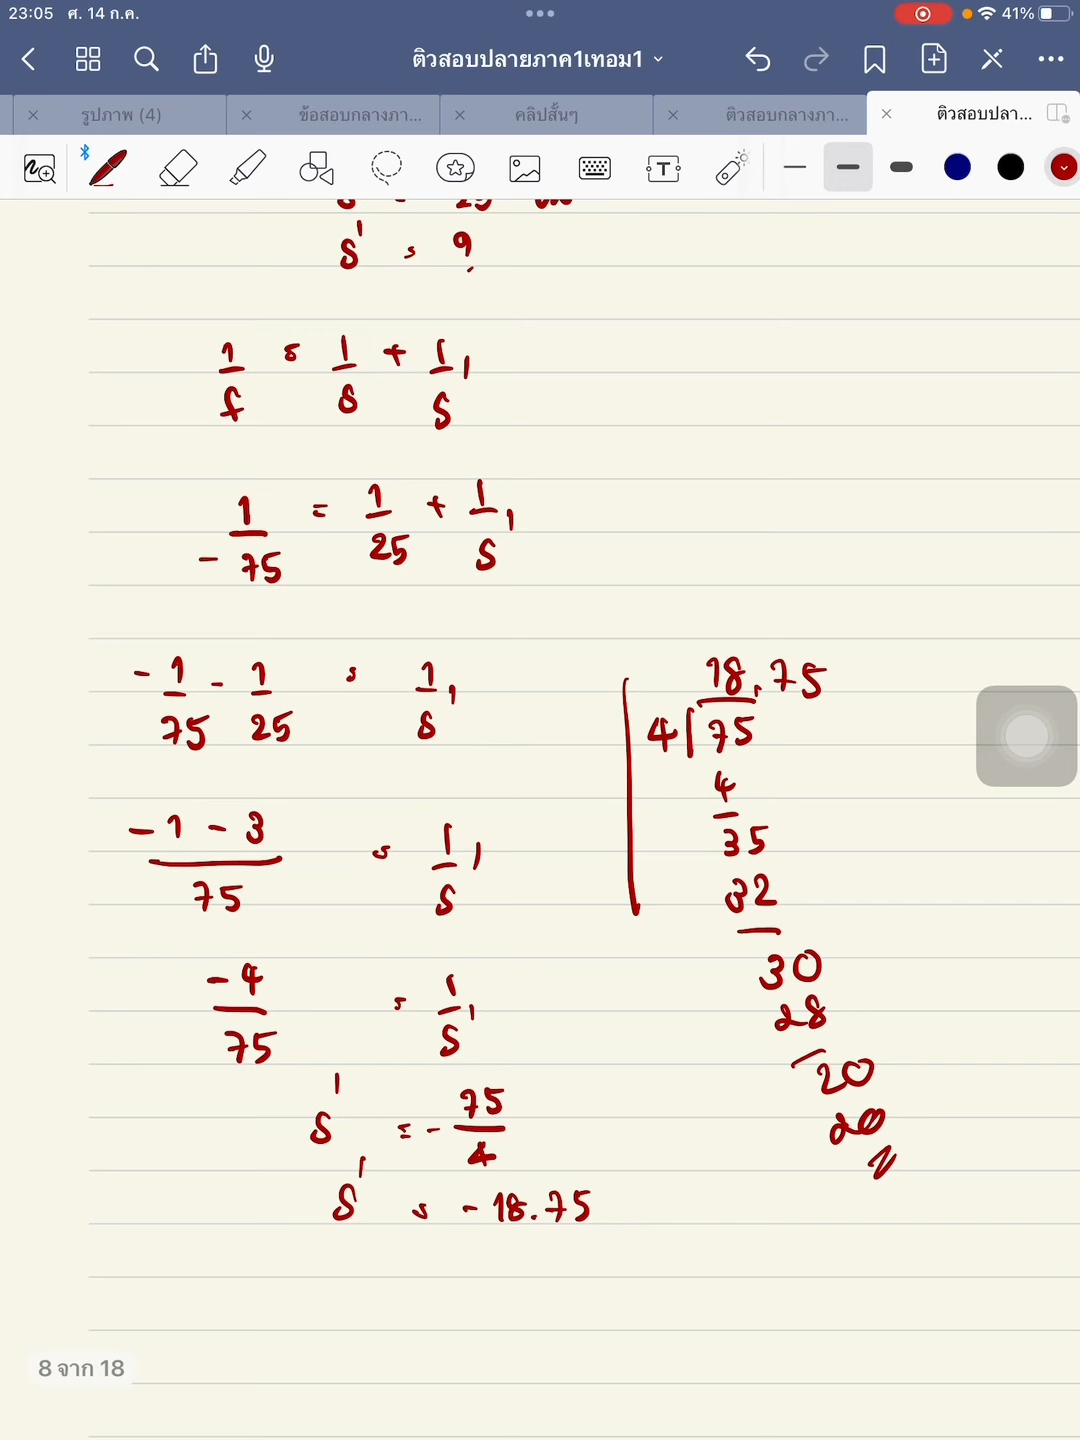 23:05 ศ. 14 ก.ค.
41%
ติวสอบปลายภาค1เทอม1
รูปภาพ (4)
ข้อสอบกลางภา...
คลิปสั้นๆ
ติวสอบกลางภา...
ติวสอบปลา...
s' = ?
1/f = 1/s + 1/s'
1/-75 = 1/25 + 1/s'
-1/75 - 1/25 = 1/s'
(-1 - 3)/75 = 1/s'
-4/75 = 1/s'
s' = -75/4
s' = -18.75
18.75
4 75
4
35
32
30
28
20
20
8 จาก 18